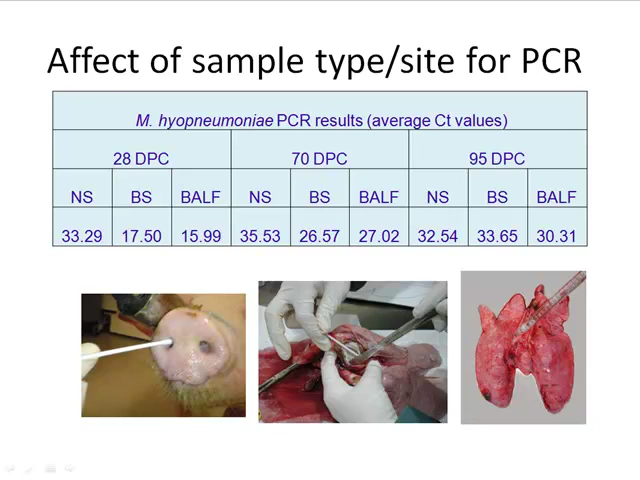 Affect of sample type/site for PCR
M. hyopneumoniae PCR results (average Ct values)
28 DPC 70 DPC 95 DPC
NS BS BALF NS BS BALF NS BS BALF
33.29 17.50 15.99 35.53 26.57 27.02 32.54 33.65 30.31